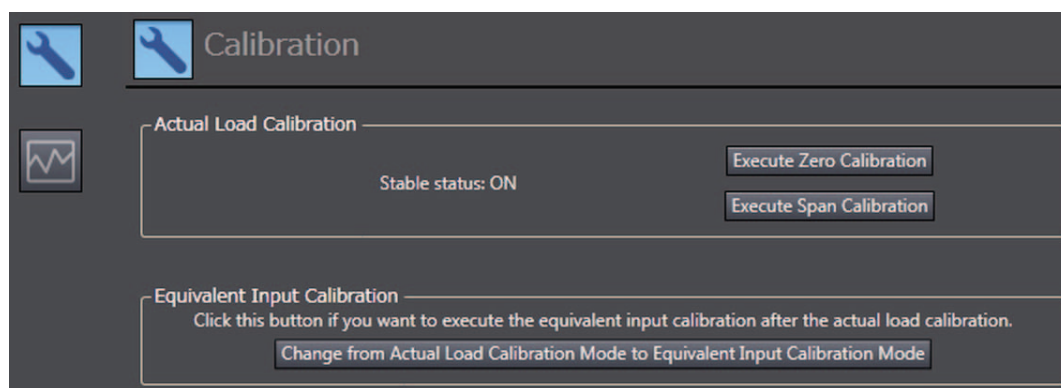 Calibration
Actual Load Calibration
Stable status: ON
Execute Zero Calibration
Execute Span Calibration
Equivalent Input Calibration
Click this button if you want to execute the equivalent input calibration after the actual load calibration.
Change from Actual Load Calibration Mode to Equivalent Input Calibration Mode